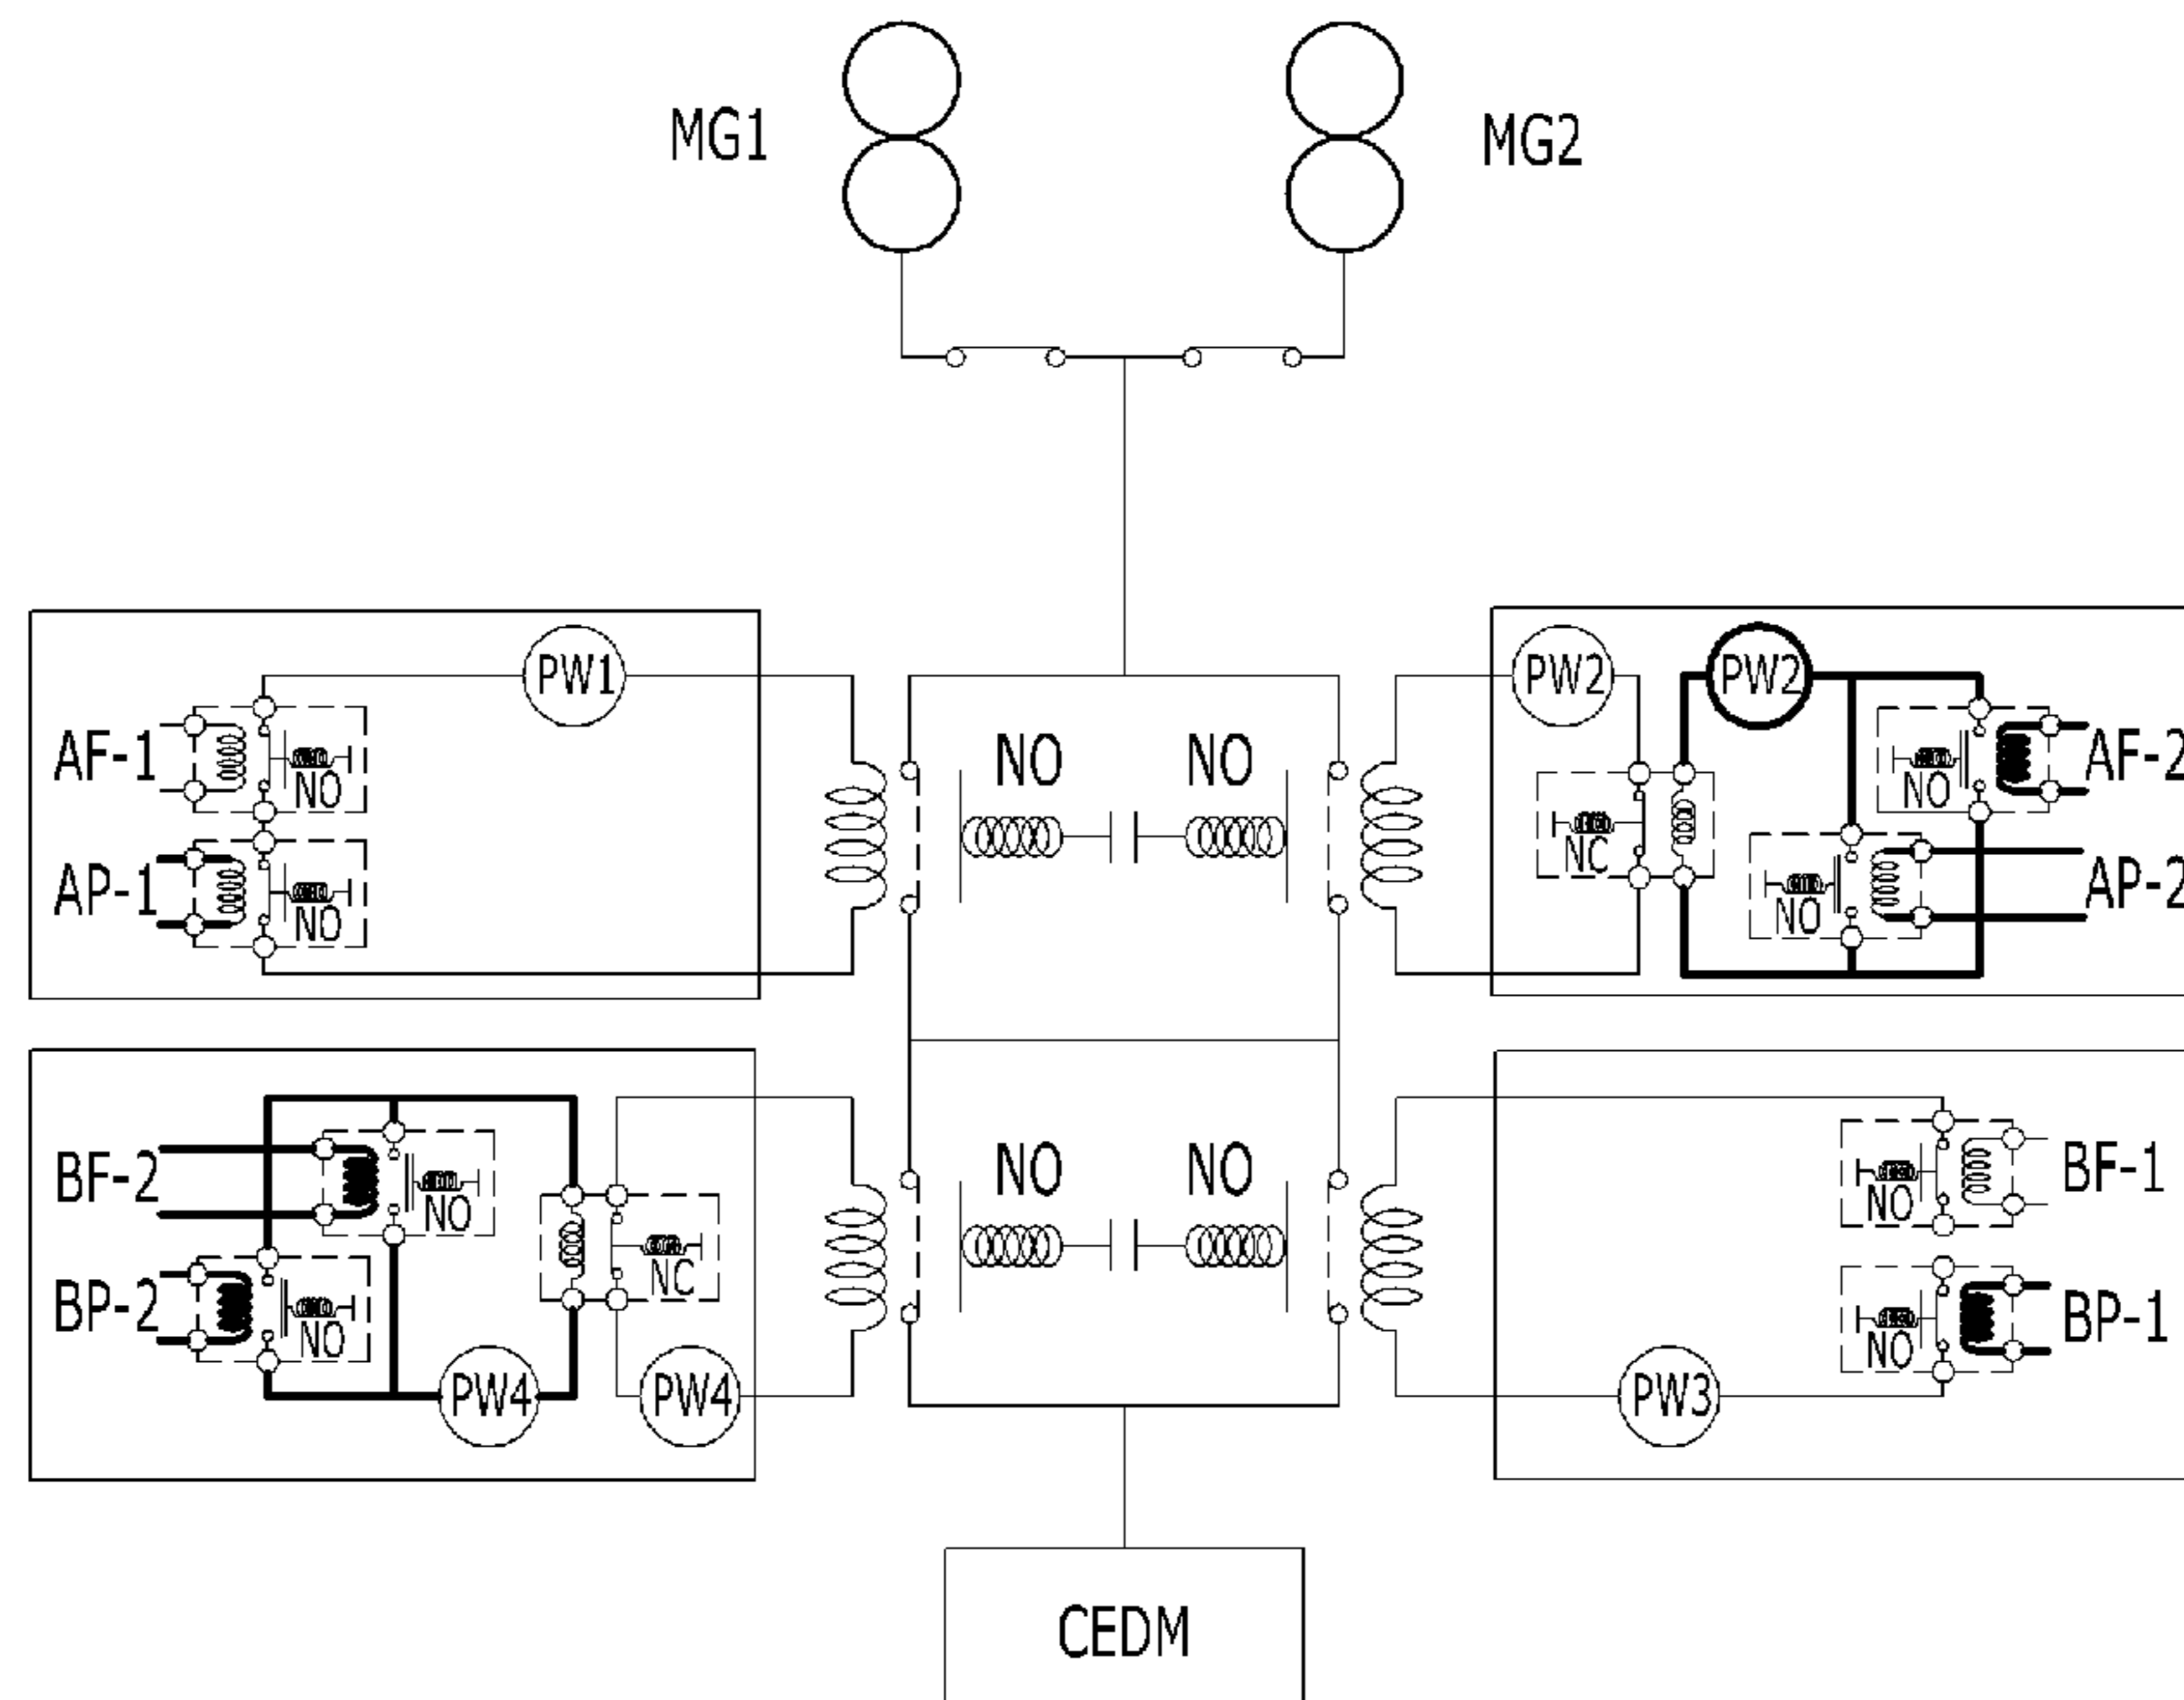 MG1
MG2
PW1
PW2
PW2
AF-1
NO
NO
NO
NO
AF-2
AP-1
NO
NC
NO
AP-2
BF-2
NO
NO
NO
NO
BF-1
BP-2
NO
NC
NO
BP-1
PW4
PW4
PW3
CEDM